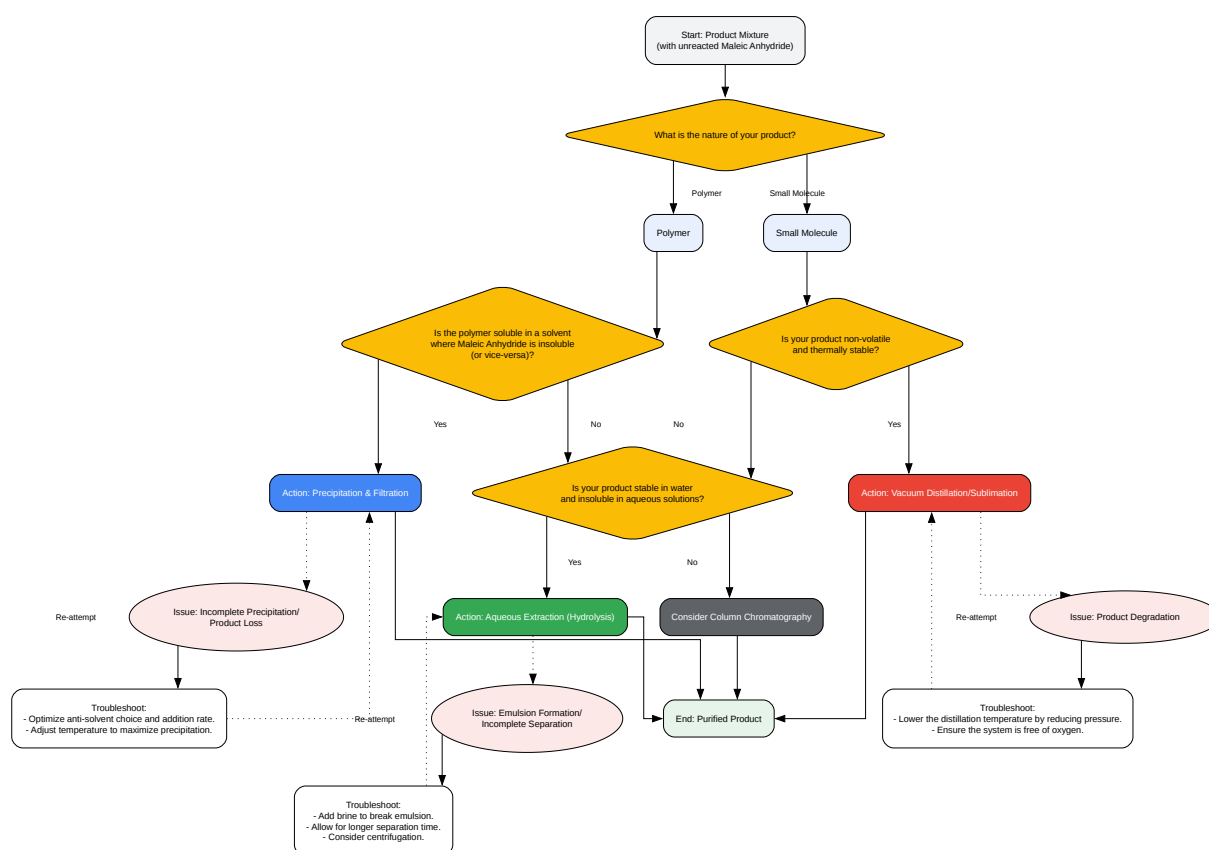 Start: Product Mixture
(with unreacted Maleic Anhydride)
What is the nature of your product?
Polymer
Small Molecule
Polymer
Small Molecule
Is the polymer soluble in a solvent
where Maleic Anhydride is insoluble
(or vice-versa)?
Is your product non-volatile
and thermally stable?
Yes
No
No
Yes
Action: Precipitation & Filtration
Is your product stable in water
and insoluble in aqueous solutions?
Action: Vacuum Distillation/Sublimation
Yes
No
Re-attempt
Issue: Incomplete Precipitation/
Product Loss
Action: Aqueous Extraction (Hydrolysis)
Consider Column Chromatography
Re-attempt
Issue: Product Degradation
Troubleshoot:
- Optimize anti-solvent choice and addition rate.
- Adjust temperature to maximize precipitation.
Re-attempt
Issue: Emulsion Formation/
Incomplete Separation
End: Purified Product
Troubleshoot:
- Lower the distillation temperature by reducing pressure.
- Ensure the system is free of oxygen.
Troubleshoot:
- Add brine to break emulsion.
- Allow for longer separation time.
- Consider centrifugation.